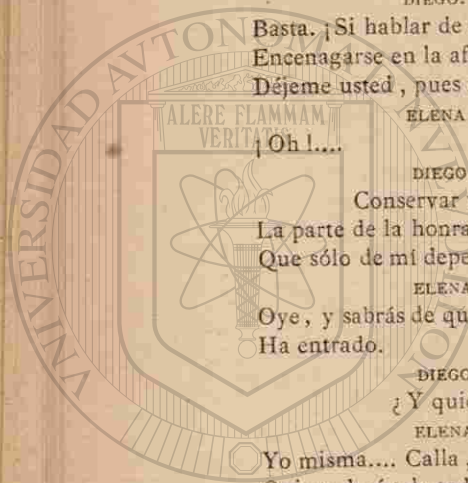 DIEGO.
Basta. ¡Si hablar de
Encenagarse en la af
Déjeme usted , pues
ELENA
¡Oh!....
DIEGO
Conservar
La parte de la honra
Que sólo de mí depe
ELENA
Oye, y sabrás de qu
Ha entrado.
DIEGO
¿Y quié
ELENA
Yo misma.... Calla
ALERE FLAMMAM
VERITATIS